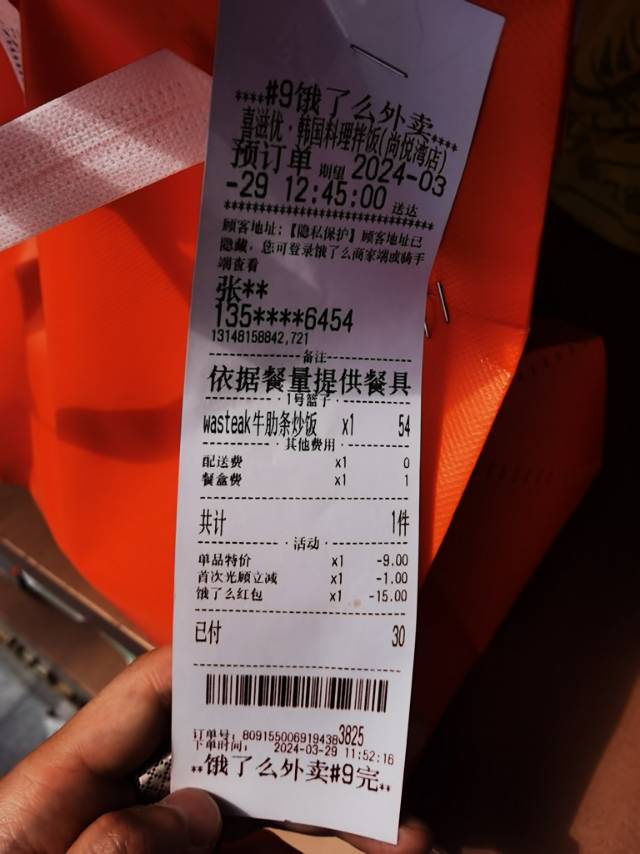 ****#9饿了么外卖****
喜滋优·韩国料理拌饭(尚悦湾店)
预订单 期望 2024-03
-29 12:45:00 送达
********************************
顾客地址:【隐私保护】顾客地址已
隐藏，您可登录饿了么商家端或骑手
端查看
张**
135****6454
13148158842,721
备注
依据餐量提供餐具
·1号篮子·
wasteak牛肋条炒饭 x1 54
·其他费用·
配送费 x1 0
餐盒费 x1 1
共计 1件
·活动·
单品特价 x1 -9.00
首次光顾立减 x1 -1.00
饿了么红包 x1 -15.00
已付 30
订单号: 8091550069194383825
下单时间: 2024-03-29 11:52:16
**饿了么外卖#9完**